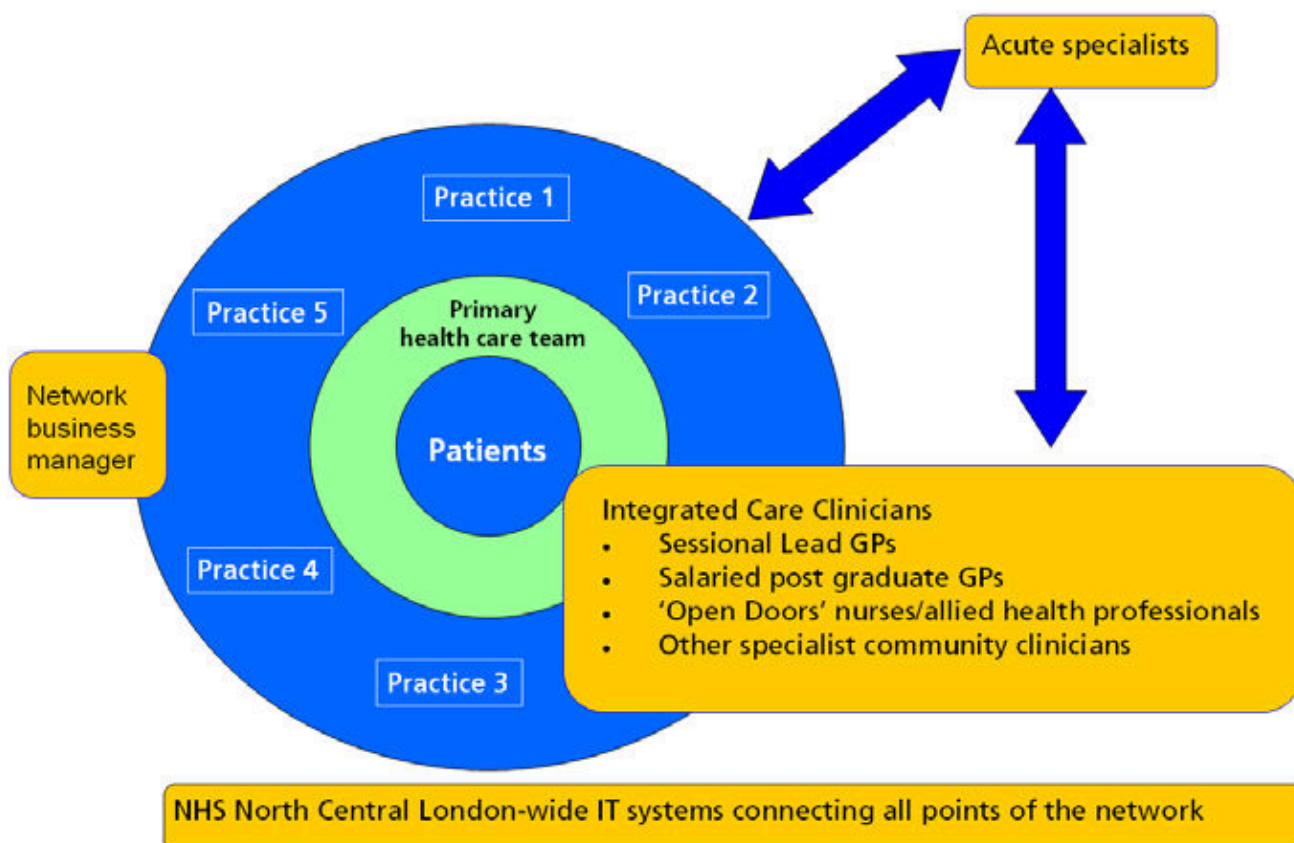 Acute specialists
Practice 1
Practice 2
Practice 5
Primary
health care team
Network
business
manager
Patients
Integrated Care Clinicians
• Sessional Lead GPs
• Salaried post graduate GPs
• ‘Open Doors’ nurses/allied health professionals
• Other specialist community clinicians
Practice 4
Practice 3
NHS North Central London-wide IT systems connecting all points of the network